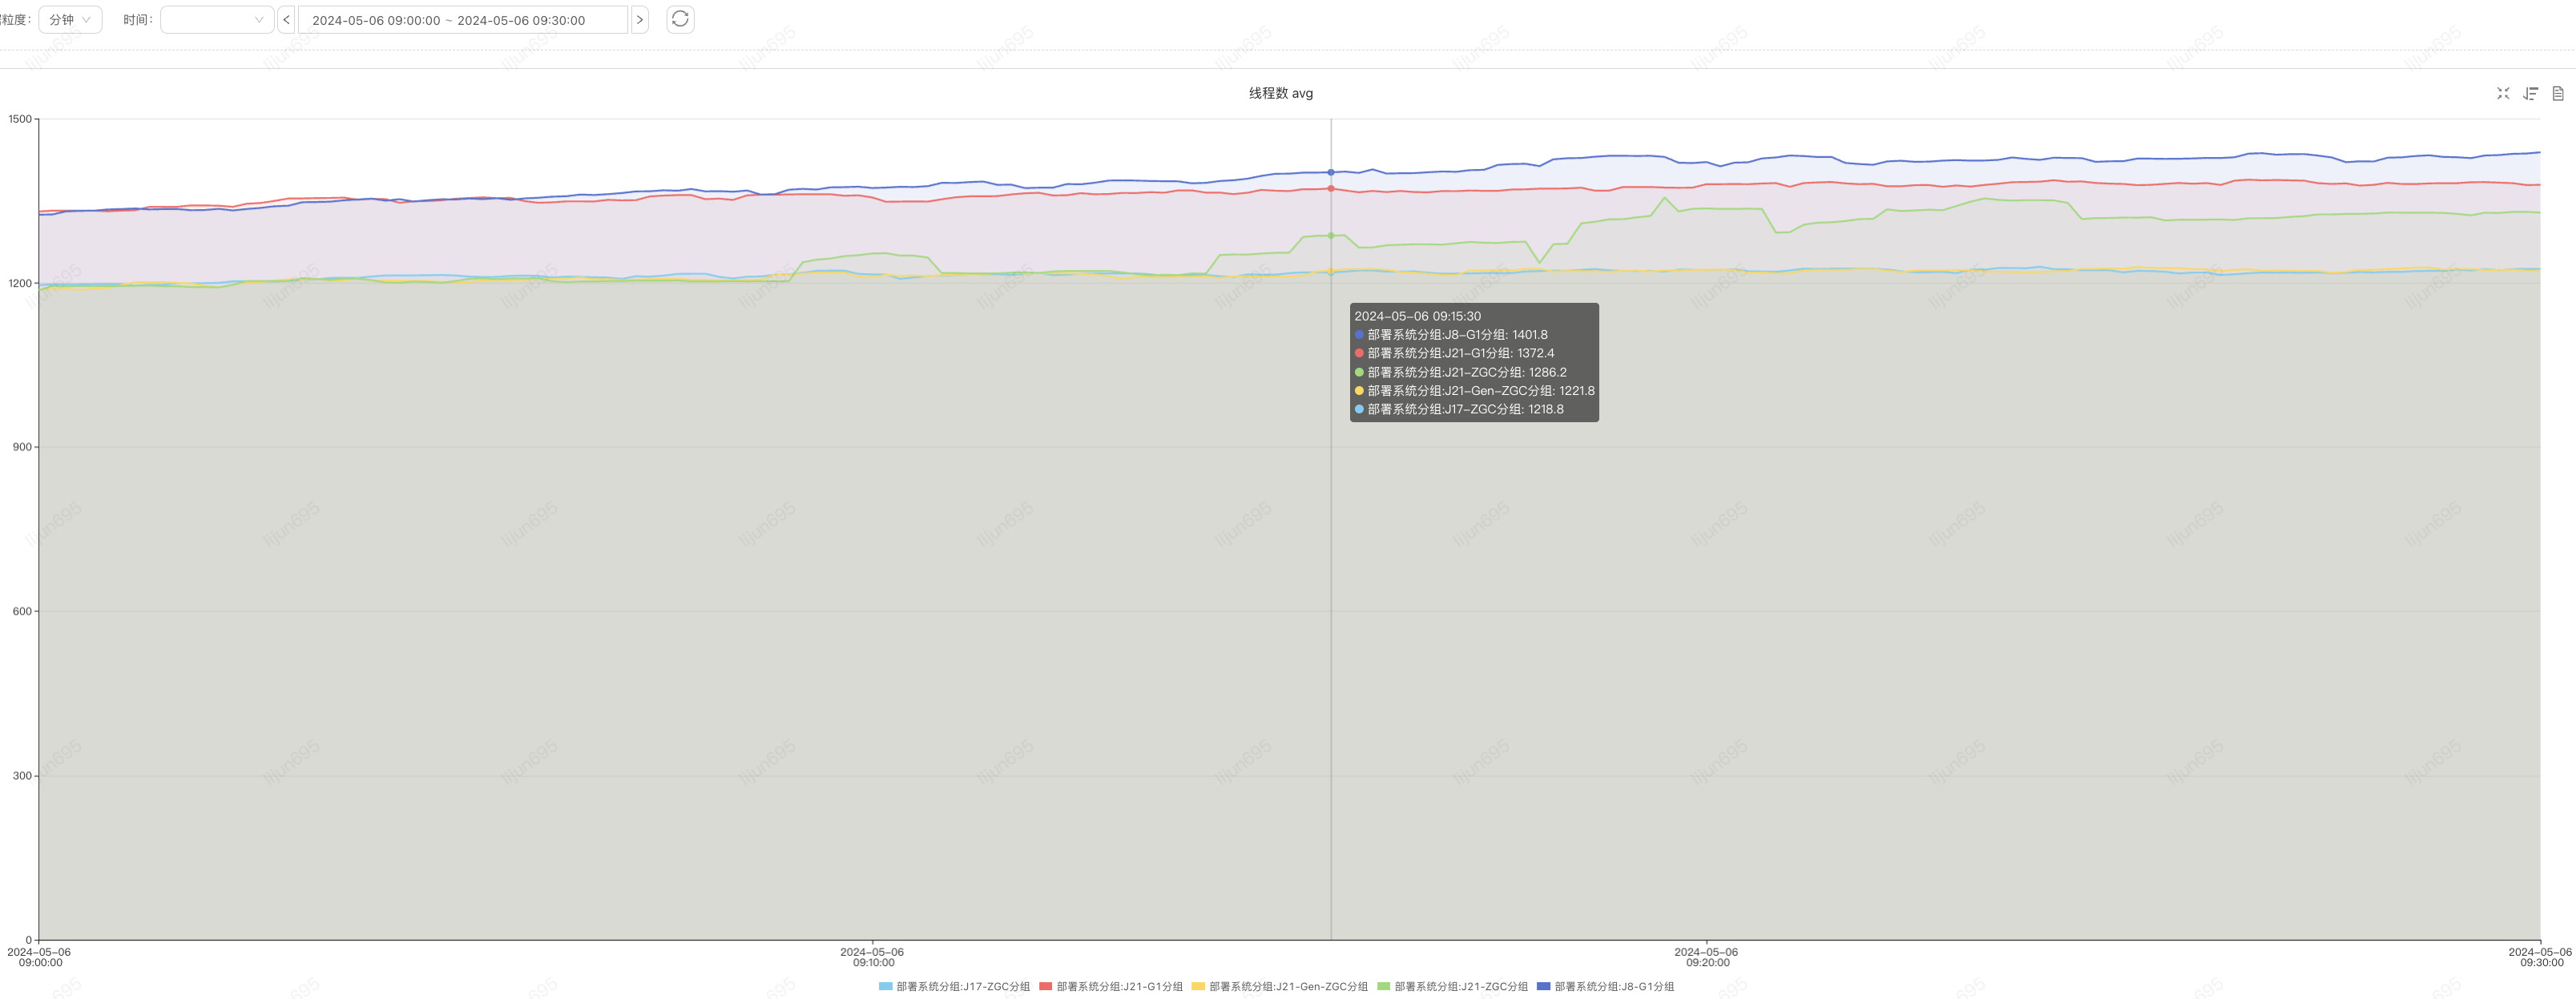 粒度: 分钟 时间: < 2024-05-06 09:00:00 ~ 2024-05-06 09:30:00 >
线程数 avg
1500
1200
900
600
300
0
2024-05-06 09:15:30
部署系统分组:J8-G1分组: 1401.8
部署系统分组:J21-G1分组: 1372.4
部署系统分组:J21-ZGC分组: 1286.2
部署系统分组:J21-Gen-ZGC分组: 1221.8
部署系统分组:J17-ZGC分组: 1218.8
2024-05-06 2024-05-06 2024-05-06 2024-05-06
09:00:00 09:10:00 09:20:00 09:30:00
部署系统分组:J17-ZGC分组 部署系统分组:J21-G1分组 部署系统分组:J21-Gen-ZGC分组 部署系统分组:J21-ZGC分组 部署系统分组:J8-G1分组